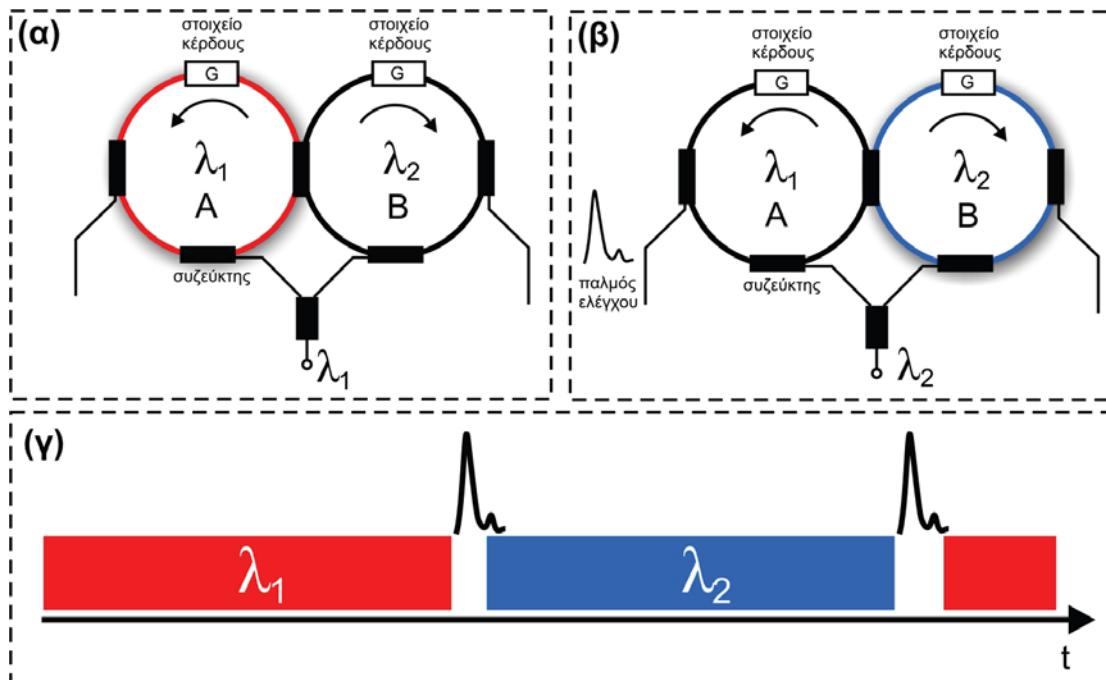 (α)
στοιχείο
κέρδους
G
στοιχείο
κέρδους
G
λ1
A
λ2
B
συζεύκτης
λ1
(β)
στοιχείο
κέρδους
G
στοιχείο
κέρδους
G
λ1
A
λ2
B
παλμός
ελέγχου
συζεύκτης
λ2
(γ)
λ1
λ2
t